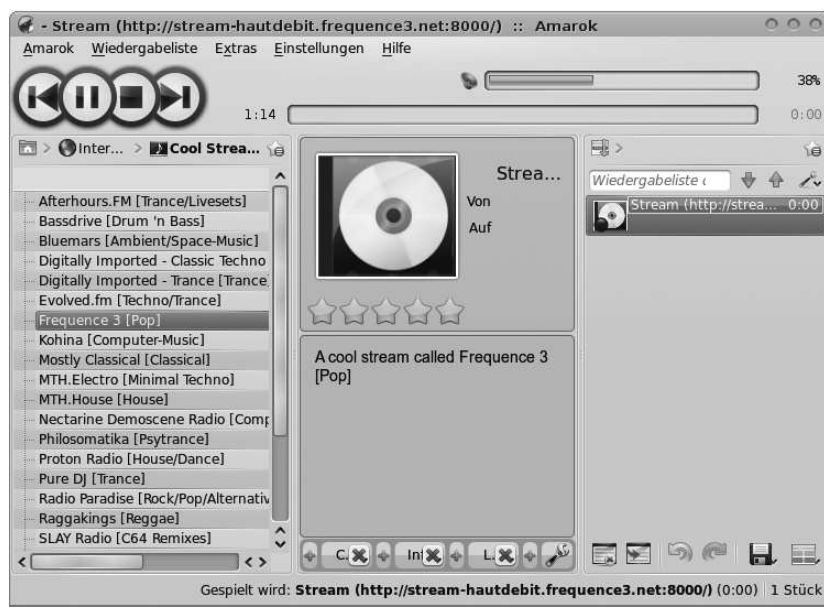 - Stream (http://stream-hautdebit.frequence3.net:8000/) :: Amarok
Amarok Wiedergabeliste Extras Einstellungen Hilfe
38%
1:14 0:00
> Inter... > Cool Strea...
Afterhours.FM [Trance/Livesets]
Bassdrive [Drum 'n Bass]
Bluemars [Ambient/Space-Music]
Digitally Imported - Classic Techno
Digitally Imported - Trance [Trance
Evolved.fm [Techno/Trance]
Frequence 3 [Pop]
Kohina [Computer-Music]
Mostly Classical [Classical]
MTH.Electro [Minimal Techno]
MTH.House [House]
Nectarine Demoscene Radio [Comp
Philosomatika [Psytrance]
Proton Radio [House/Dance]
Pure DJ [Trance]
Radio Paradise [Rock/Pop/Alternativ
Raggakings [Reggae]
SLAY Radio [C64 Remixes]
Strea...
Von
Auf
A cool stream called Frequence 3
[Pop]
C. Inf L.
>
Wiedergabeliste
Stream (http://strea... 0:00
Gespielt wird: Stream (http://stream-hautdebit.frequence3.net:8000/) (0:00) 1 Stück